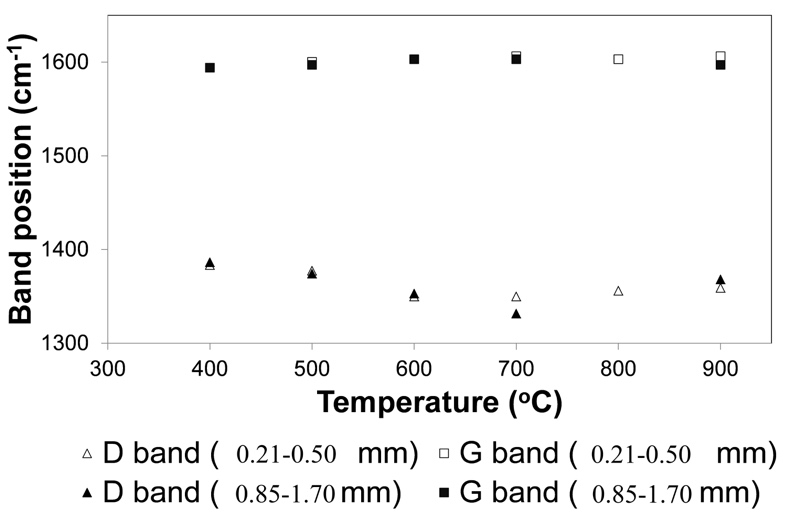 Band position (cm-1)
1600
1500
1400
1300
300 400 500 600 700 800 900
Temperature (oC)
D band ( 0.21-0.50 mm) G band ( 0.21-0.50 mm)
D band ( 0.85-1.70 mm) G band ( 0.85-1.70 mm)